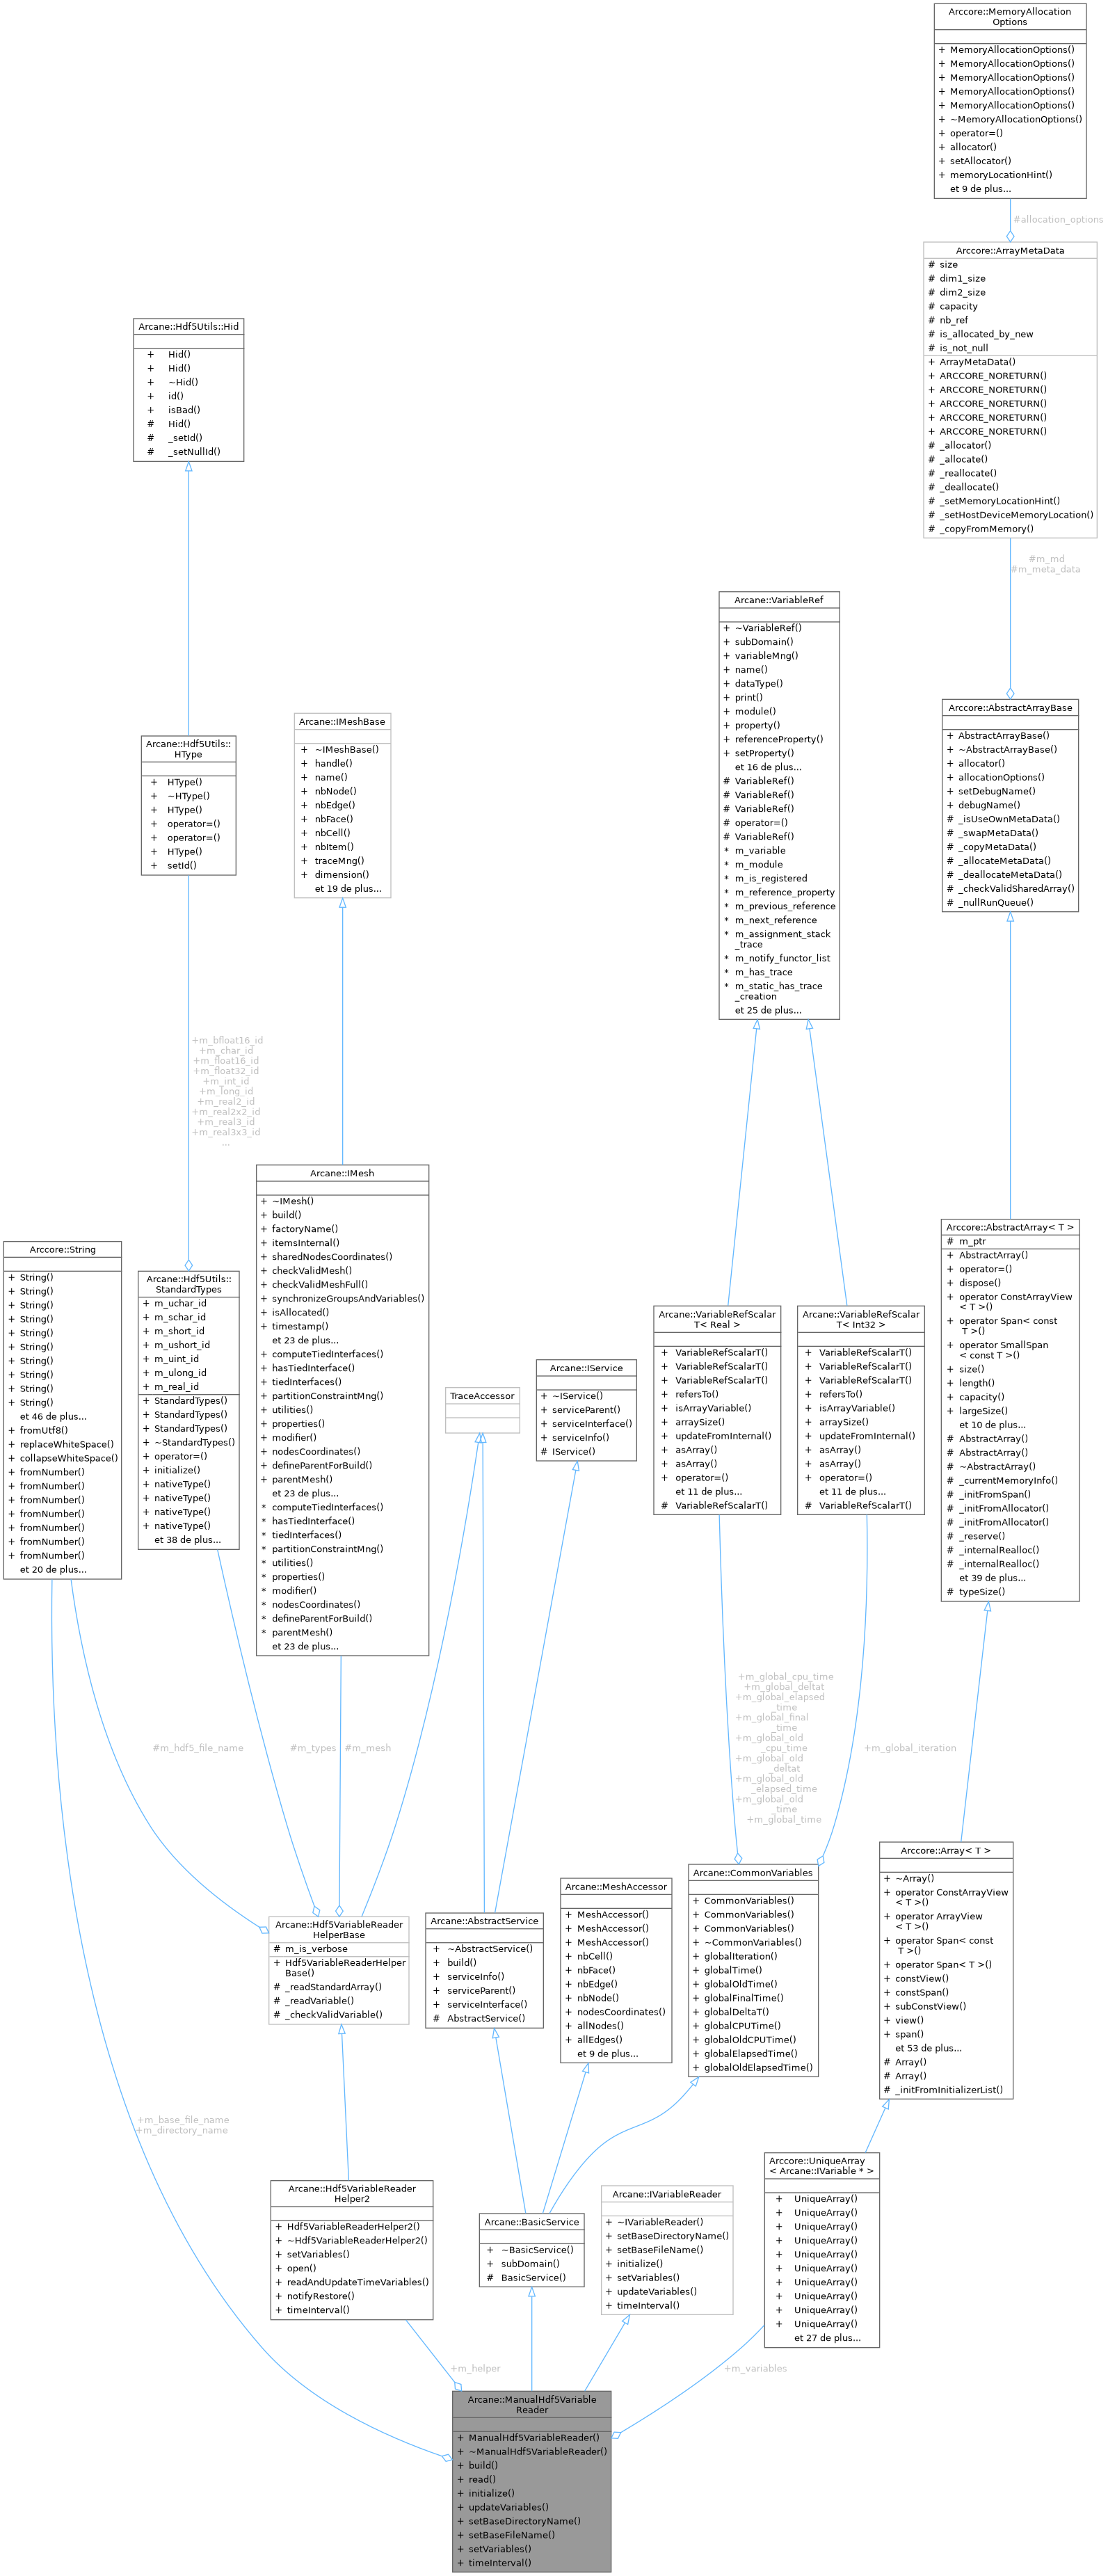 Arccore::MemoryAllocation
Options
+ MemoryAllocationOptions()
+ MemoryAllocationOptions()
+ MemoryAllocationOptions()
+ MemoryAllocationOptions()
+ MemoryAllocationOptions()
+ ~MemoryAllocationOptions()
+ operator=()
+ allocator()
+ setAllocator()
+ memoryLocationHint()
et 9 de plus...
#allocation_options
Arccore::ArrayMetaData
# size
# dim1_size
# dim2_size
# capacity
# nb_ref
# is_allocated_by_new
# is_not_null
+ ArrayMetaData()
+ ARCCORE_NORETURN()
+ ARCCORE_NORETURN()
+ ARCCORE_NORETURN()
+ ARCCORE_NORETURN()
+ ARCCORE_NORETURN()
# _allocator()
# _allocate()
# _reallocate()
# _deallocate()
# _setMemoryLocationHint()
# _setHostDeviceMemoryLocation()
# _copyFromMemory()
#m_md
#m_meta_data
Arcane::Hdf5Utils::Hid
+ Hid()
+ Hid()
+ ~Hid()
+ id()
+ isBad()
# Hid()
# _setId()
# _setNullId()
Arcane::VariableRef
+ ~VariableRef()
+ subDomain()
+ variableMng()
+ name()
+ dataType()
+ print()
+ module()
+ property()
+ referenceProperty()
+ setProperty()
et 16 de plus...
# VariableRef()
# VariableRef()
# VariableRef()
# operator=()
# VariableRef()
* m_variable
* m_module
* m_is_registered
* m_reference_property
* m_previous_reference
* m_next_reference
* m_assignment_stack
_trace
* m_notify_functor_list
* m_has_trace
* m_static_has_trace
_creation
et 25 de plus...
Arccore::AbstractArrayBase
+ AbstractArrayBase()
+ ~AbstractArrayBase()
+ allocator()
+ allocationOptions()
+ setDebugName()
+ debugName()
# _isUseOwnMetaData()
# _swapMetaData()
# _copyMetaData()
# _allocateMetaData()
# _deallocateMetaData()
# _checkValidSharedArray()
# _nullRunQueue()
Arcane::IMeshBase
+ ~IMeshBase()
+ handle()
+ name()
+ nbNode()
+ nbEdge()
+ nbFace()
+ nbCell()
+ nbItem()
+ traceMng()
+ dimension()
et 19 de plus...
Arcane::Hdf5Utils::
HType
+ HType()
+ ~HType()
+ HType()
+ operator=()
+ operator=()
+ HType()
+ setId()
+m_bfloat16_id
+m_char_id
+m_float16_id
+m_float32_id
+m_int_id
+m_long_id
+m_real2_id
+m_real2x2_id
+m_real3_id
+m_real3x3_id
...
Arcane::IMesh
+ ~IMesh()
+ build()
+ factoryName()
+ itemsInternal()
+ sharedNodesCoordinates()
+ checkValidMesh()
+ checkValidMeshFull()
+ synchronizeGroupsAndVariables()
+ isAllocated()
+ timestamp()
et 23 de plus...
+ computeTiedInterfaces()
+ hasTiedInterface()
+ tiedInterfaces()
+ partitionConstraintMng()
+ utilities()
+ properties()
+ modifier()
+ nodesCoordinates()
+ defineParentForBuild()
+ parentMesh()
et 23 de plus...
* computeTiedInterfaces()
* hasTiedInterface()
* tiedInterfaces()
* partitionConstraintMng()
* utilities()
* properties()
* modifier()
* nodesCoordinates()
* defineParentForBuild()
* parentMesh()
et 23 de plus...
Arccore::String
+ String()
+ String()
+ String()
+ String()
+ String()
+ String()
+ String()
+ String()
+ String()
+ String()
et 46 de plus...
+ fromUtf8()
+ replaceWhiteSpace()
+ collapseWhiteSpace()
+ fromNumber()
+ fromNumber()
+ fromNumber()
+ fromNumber()
+ fromNumber()
+ fromNumber()
+ fromNumber()
et 20 de plus...
Arcane::Hdf5Utils::
StandardTypes
+ m_uchar_id
+ m_schar_id
+ m_short_id
+ m_ushort_id
+ m_uint_id
+ m_ulong_id
+ m_real_id
+ StandardTypes()
+ StandardTypes()
+ StandardTypes()
+ ~StandardTypes()
+ operator=()
+ initialize()
+ nativeType()
+ nativeType()
+ nativeType()
+ nativeType()
et 38 de plus...
TraceAccessor
Arcane::IService
+ ~IService()
+ serviceParent()
+ serviceInterface()
+ serviceInfo()
# IService()
Arcane::VariableRefScalar
T< Real >
+ VariableRefScalarT()
+ VariableRefScalarT()
+ VariableRefScalarT()
+ refersTo()
+ isArrayVariable()
+ arraySize()
+ updateFromInternal()
+ asArray()
+ asArray()
+ operator=()
et 11 de plus...
# VariableRefScalarT()
Arcane::VariableRefScalar
T< Int32 >
+ VariableRefScalarT()
+ VariableRefScalarT()
+ VariableRefScalarT()
+ refersTo()
+ isArrayVariable()
+ arraySize()
+ updateFromInternal()
+ asArray()
+ asArray()
+ operator=()
et 11 de plus...
# VariableRefScalarT()
Arccore::AbstractArray< T >
# m_ptr
+ AbstractArray()
+ operator=()
+ dispose()
+ operator ConstArrayView
< T >()
+ operator Span< const
T >()
+ operator SmallSpan
< const T >()
+ size()
+ length()
+ capacity()
+ largeSize()
et 10 de plus...
# AbstractArray()
# AbstractArray()
# ~AbstractArray()
# _currentMemoryInfo()
# _initFromSpan()
# _initFromAllocator()
# _initFromAllocator()
# _reserve()
# _internalRealloc()
# _internalRealloc()
et 39 de plus...
# typeSize()
#m_hdf5_file_name
#m_types
#m_mesh
+m_global_cpu_time
+m_global_deltat
+m_global_elapsed
_time
+m_global_final
_time
+m_global_old
_cpu_time
+m_global_old
_deltat
+m_global_old
_elapsed_time
+m_global_old
_time
+m_global_time
+m_global_iteration
Arcane::Hdf5VariableReader
HelperBase
# m_is_verbose
+ Hdf5VariableReaderHelper
Base()
# _readStandardArray()
# _readVariable()
# _checkValidVariable()
Arcane::AbstractService
+ ~AbstractService()
+ build()
+ serviceInfo()
+ serviceParent()
+ serviceInterface()
# AbstractService()
Arcane::MeshAccessor
+ MeshAccessor()
+ MeshAccessor()
+ MeshAccessor()
+ nbCell()
+ nbFace()
+ nbEdge()
+ nbNode()
+ nodesCoordinates()
+ allNodes()
+ allEdges()
et 9 de plus...
Arcane::CommonVariables
+ CommonVariables()
+ CommonVariables()
+ CommonVariables()
+ ~CommonVariables()
+ globalIteration()
+ globalTime()
+ globalOldTime()
+ globalFinalTime()
+ globalDeltaT()
+ globalCPUTime()
+ globalOldCPUTime()
+ globalElapsedTime()
+ globalOldElapsedTime()
Arccore::Array< T >
+ ~Array()
+ operator ConstArrayView
< T >()
+ operator ArrayView
< T >()
+ operator Span< const
T >()
+ operator Span< T >()
+ constView()
+ constSpan()
+ subConstView()
+ view()
+ span()
et 53 de plus...
# Array()
# Array()
# _initFromInitializerList()
+m_base_file_name
+m_directory_name
Arcane::Hdf5VariableReader
Helper2
+ Hdf5VariableReaderHelper2()
+ ~Hdf5VariableReaderHelper2()
+ setVariables()
+ open()
+ readAndUpdateTimeVariables()
+ notifyRestore()
+ timeInterval()
Arcane::BasicService
+ ~BasicService()
+ subDomain()
# BasicService()
Arcane::IVariableReader
+ ~IVariableReader()
+ setBaseDirectoryName()
+ setBaseFileName()
+ initialize()
+ setVariables()
+ updateVariables()
+ timeInterval()
Arccore::UniqueArray
< Arcane::IVariable * >
+ UniqueArray()
+ UniqueArray()
+ UniqueArray()
+ UniqueArray()
+ UniqueArray()
+ UniqueArray()
+ UniqueArray()
+ UniqueArray()
+ UniqueArray()
+ UniqueArray()
et 27 de plus...
+m_helper
+m_variables
Arcane::ManualHdf5Variable
Reader
+ ManualHdf5VariableReader()
+ ~ManualHdf5VariableReader()
+ build()
+ read()
+ initialize()
+ updateVariables()
+ setBaseDirectoryName()
+ setBaseFileName()
+ setVariables()
+ timeInterval()